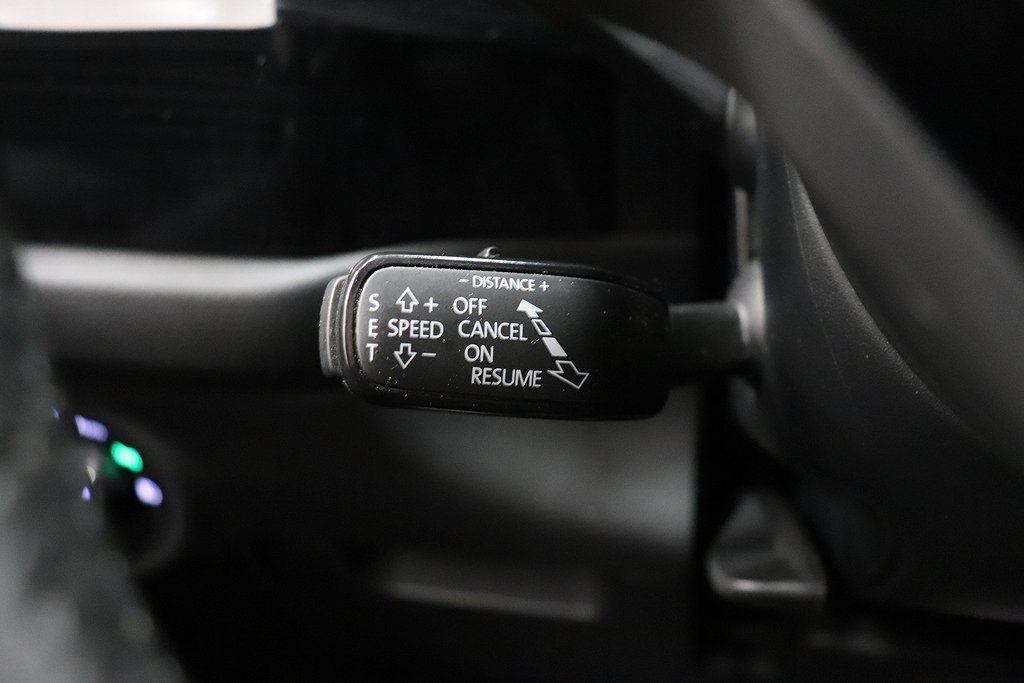 − DISTANCE +
S ⇧ + OFF
E SPEED CANCEL
T ⇩ − ON
RESUME